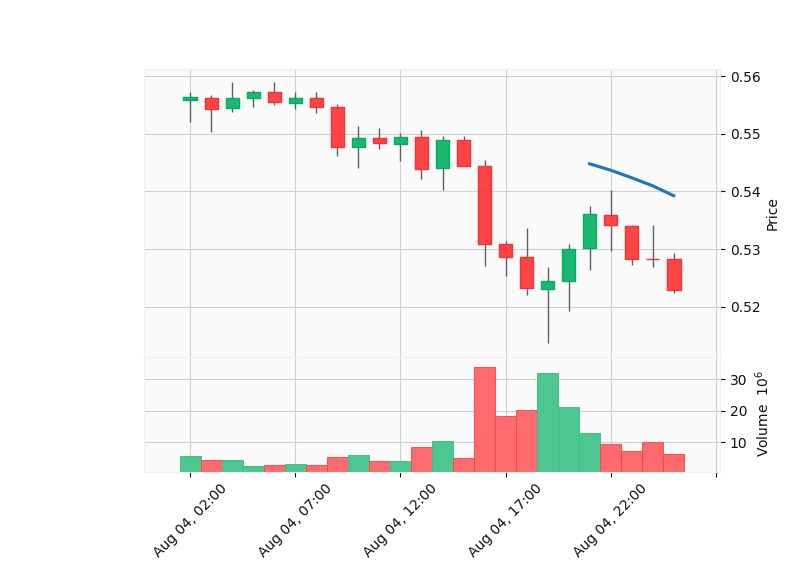 0.56
0.55
0.54
0.53
0.52
Price
30
20
10
Volume 10^6
Aug 04, 02:00
Aug 04, 07:00
Aug 04, 12:00
Aug 04, 17:00
Aug 04, 22:00